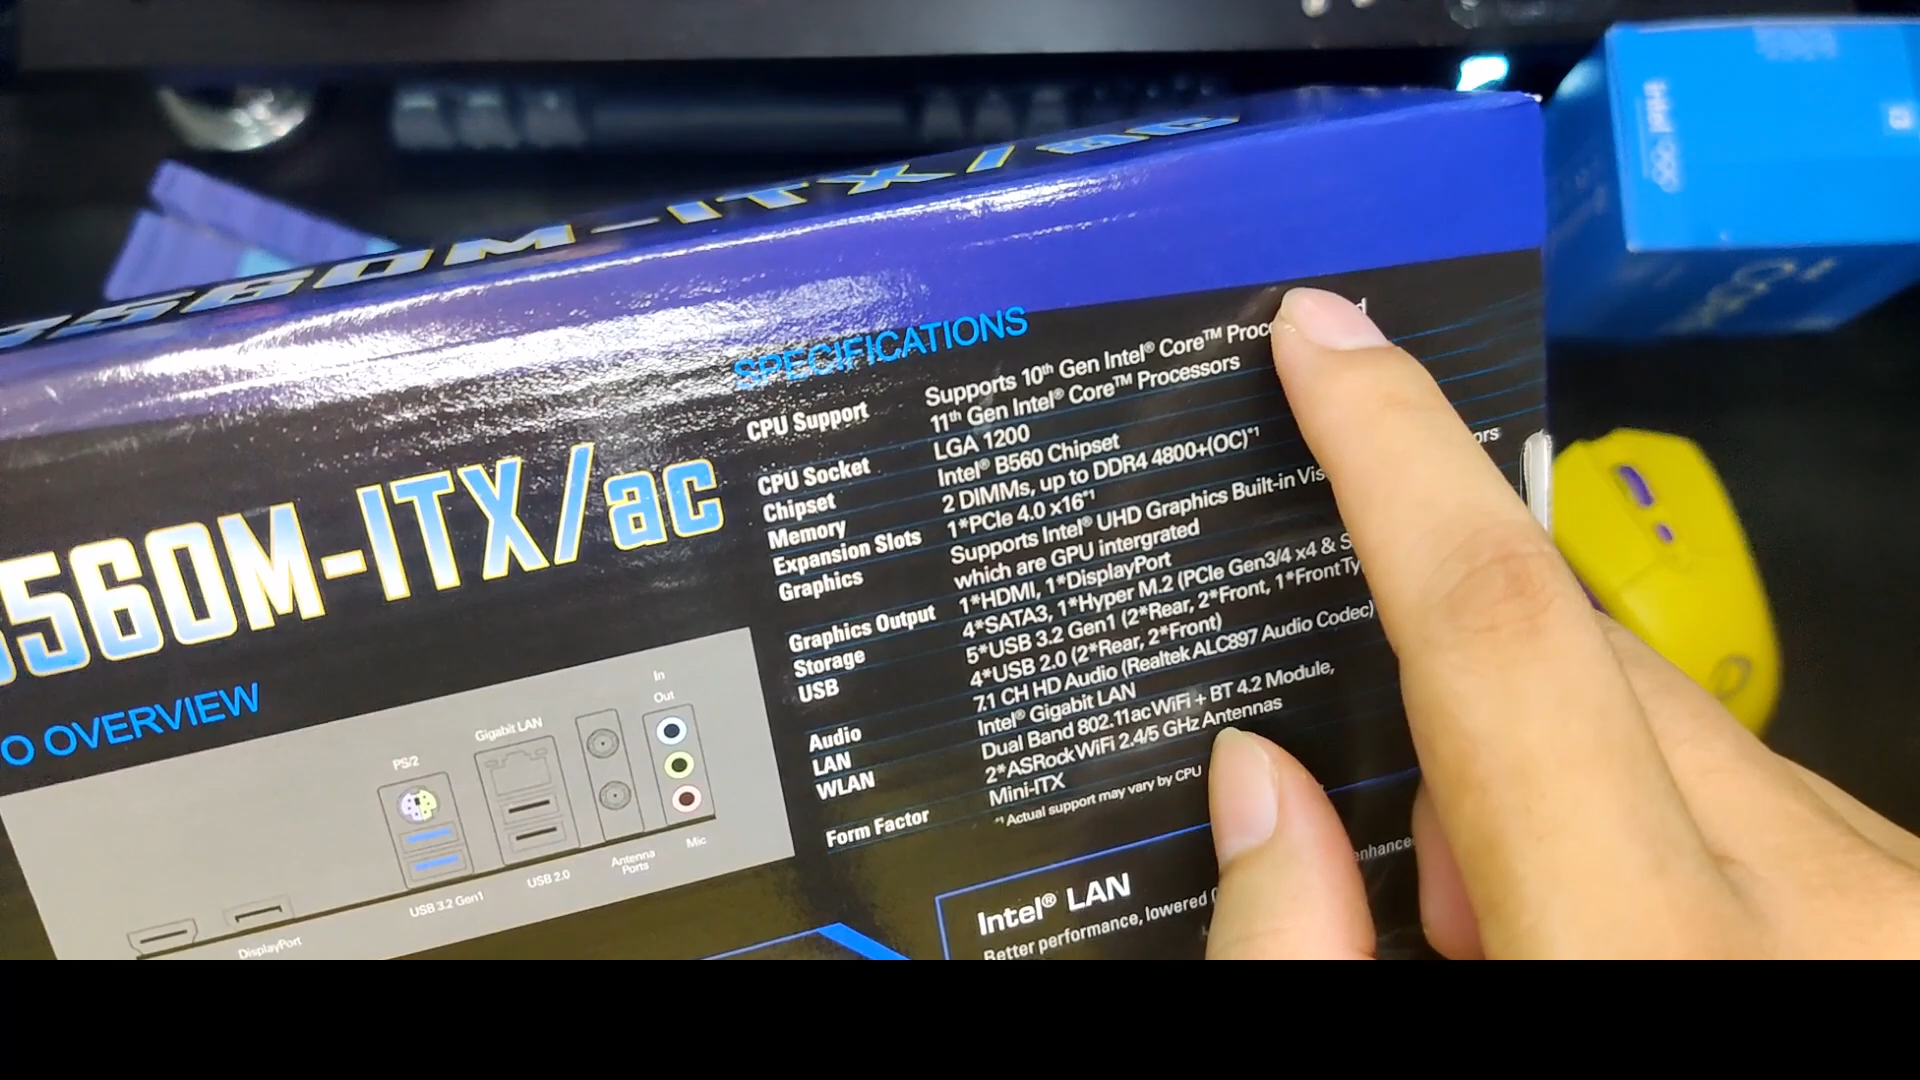 B560M-ITX/ac
intel
SPECIFICATIONS
CPU Support
Supports 10th Gen Intel® Core™
11th Gen Intel® Core™ Processors
CPU Socket
LGA 1200
Chipset
Intel® B560 Chipset
Memory
2 DIMMs, up to DDR4 4800+(OC)*1
Expansion Slots
1*PCIe 4.0 x16*1
Graphics
Supports Intel® UHD Graphics Built-in
which are GPU intergrated
Graphics Output
1*HDMI, 1*DisplayPort
Storage
4*SATA3, 1*Hyper M.2 (PCIe Gen3/4 x4 &
USB
5*USB 3.2 Gen1 (2*Rear, 2*Front, 1*FrontTy
4*USB 2.0 (2*Rear, 2*Front)
Audio
7.1 CH HD Audio (Realtek ALC897 Audio Codec)
LAN
Intel® Gigabit LAN
WLAN
Dual Band 802.11ac WiFi + BT 4.2 Module,
2*ASRock WiFi 2.4/5 GHz Antennas
Form Factor
Mini-ITX
*1 Actual support may vary by CPU
560M-ITX/ac
O OVERVIEW
PS/2
Gigabit LAN
In
Out
Mic
Antenna
Ports
USB 2.0
USB 3.2 Gen1
DisplayPort
Intel® LAN
Better performance, lowered
enhance